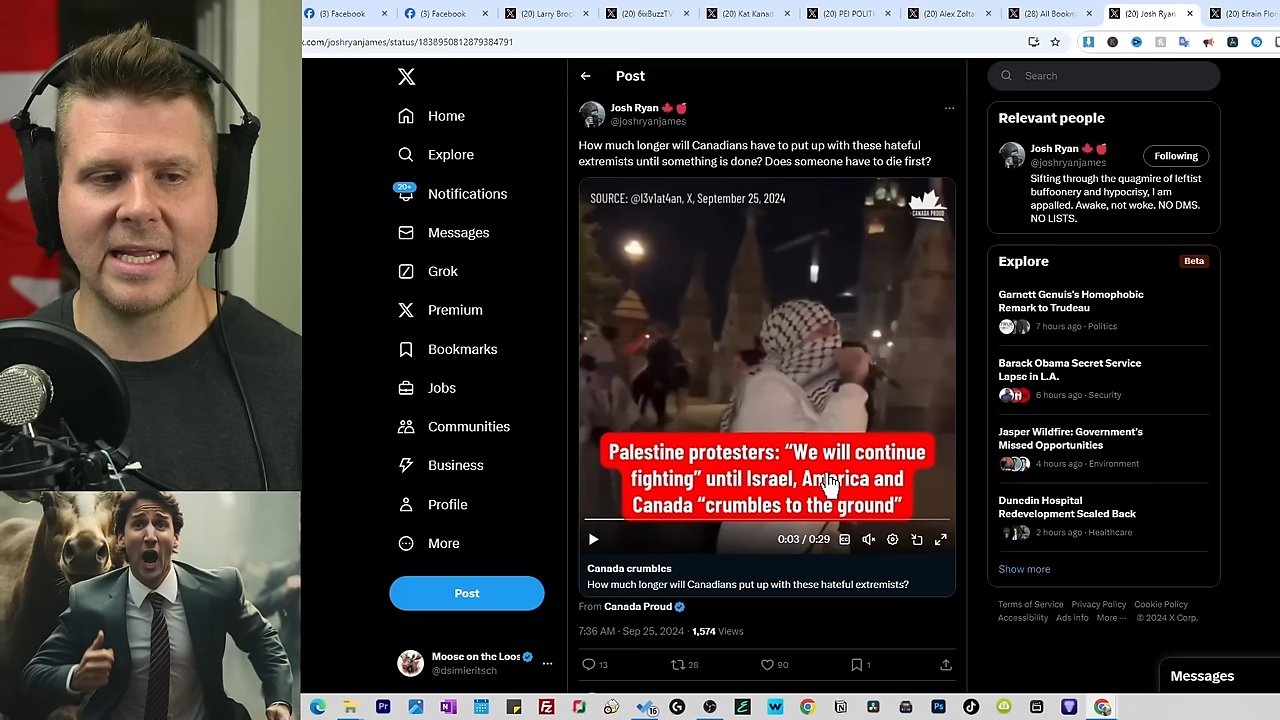 (3) Facebook
(3) Facebook
(20) Larry Broc
(20) 6ixBuzzTV
(20) Kat Kanad
(20) BRI POLITI
(20) Alex Zolta
(28) All Bookm
(20) Josh Ryan
(20) Efrain Flo
.com/joshryanjames/status/1838950812879384791
Home
Explore
20+
Notifications
Messages
Grok
Premium
Bookmarks
Jobs
Communities
Business
Profile
More
Post
Moose on the Loos
@dsimieritsch
Post
Josh Ryan
@joshryanjames
How much longer will Canadians have to put up with these hateful
extremists until something is done? Does someone have to die first?
SOURCE: @l3v1at4an, X, September 25, 2024
CANADA PROUD
Palestine protesters: “We will continue
fighting” until Israel, America and
Canada “crumbles to the ground”
0:03 / 0:29
Canada crumbles
How much longer will Canadians put up with these hateful extremists?
From Canada Proud
7:36 AM · Sep 25, 2024 · 1,574 Views
13
28
90
1
Search
Relevant people
Josh Ryan
@joshryanjames
Following
Sifting through the quagmire of leftist
buffoonery and hypocrisy, I am
appalled. Awake, not woke. NO DMS.
NO LISTS.
Explore
Beta
Garnett Genuis's Homophobic
Remark to Trudeau
7 hours ago · Politics
Barack Obama Secret Service
Lapse in L.A.
6 hours ago · Security
Jasper Wildfire: Government's
Missed Opportunities
4 hours ago · Environment
Dunedin Hospital
Redevelopment Scaled Back
2 hours ago · Healthcare
Show more
Terms of Service Privacy Policy Cookie Policy
Accessibility Ads info More ··· © 2024 X Corp.
Messages